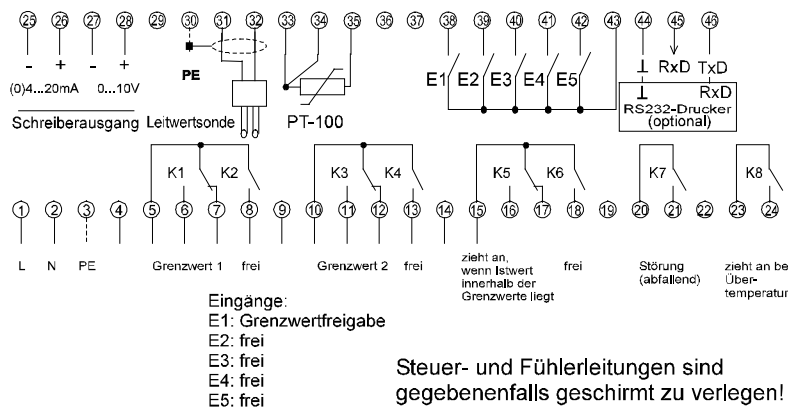 25 26 27 28 29 30 31 32 33 34 35 36 37 38 39 40 41 42 43 44 45 46
- + - +
PE
(0)4...20mA 0...10V
Schreiberausgang
Leitwertsonde
PT-100
E1 E2 E3 E4 E5
⊥ RxD TxD
⊥ RxD
RS232-Drucker
(optional)
K1 K2 K3 K4 K5 K6 K7 K8
1 2 3 4 5 6 7 8 9 10 11 12 13 14 15 16 17 18 19 20 21 22 23 24
L N PE
Grenzwert 1 frei
Grenzwert 2 frei
zieht an,
wenn Istwert
innerhalb der
Grenzwerte liegt
frei
Störung
(abfallend)
zieht an be
Über-
temperatur
Eingänge:
E1: Grenzwertfreigabe
E2: frei
E3: frei
E4: frei
E5: frei
Steuer- und Fühlerleitungen sind
gegebenenfalls geschirmt zu verlegen!